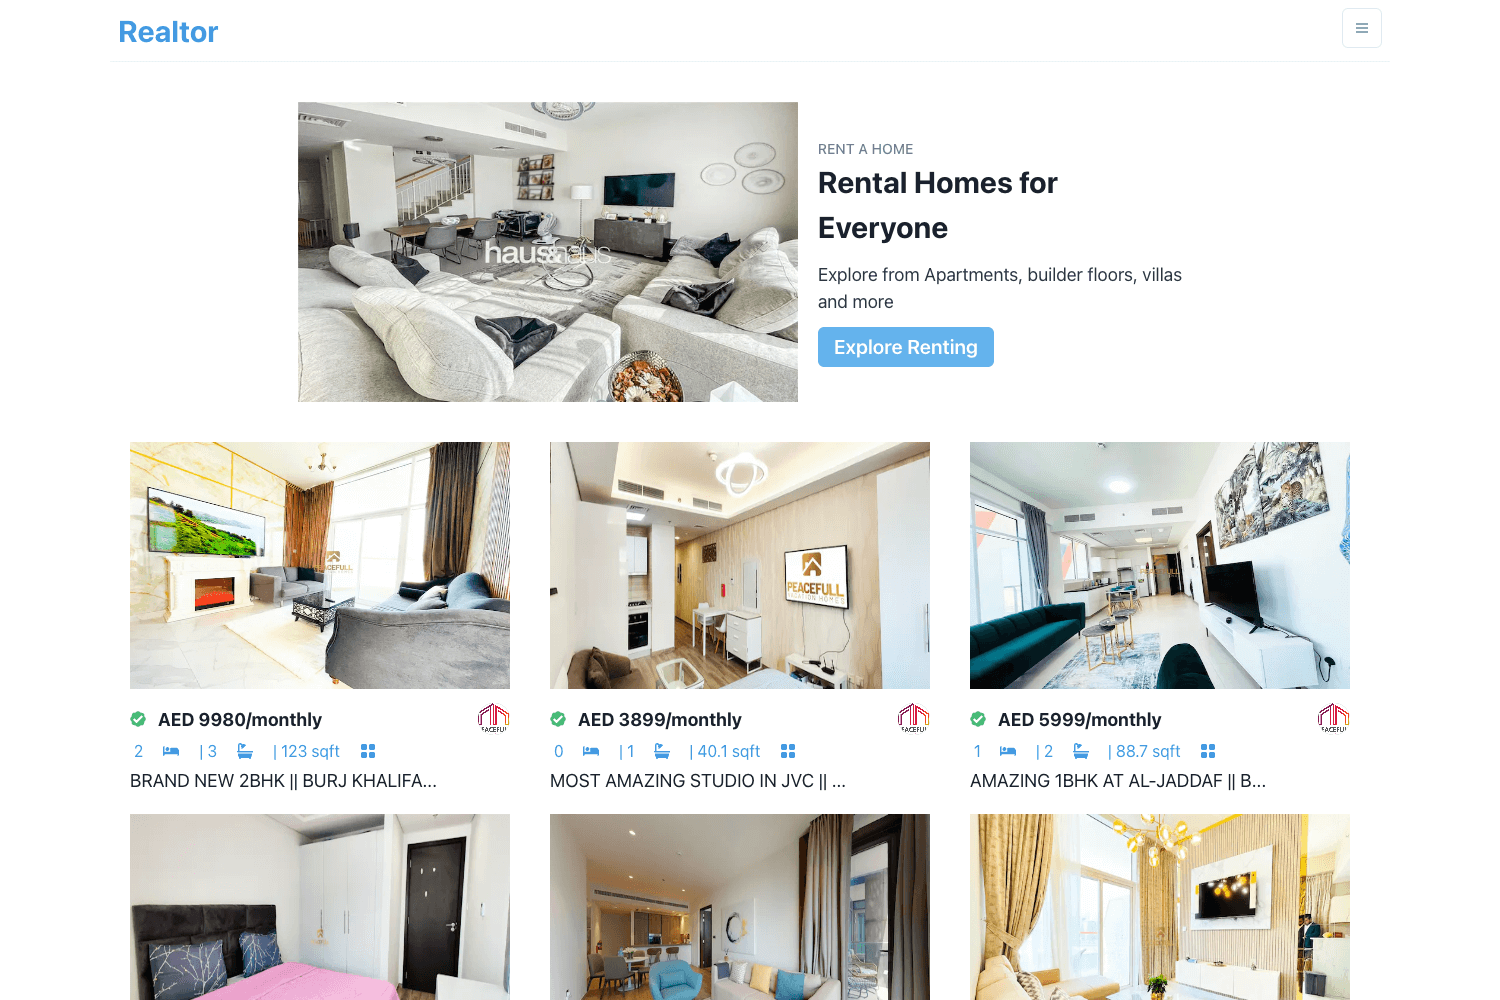 Realtor
haus&haus
RENT A HOME
Rental Homes for
Everyone
Explore from Apartments, builder floors, villas
and more
Explore Renting
PEACEFULL
PEACEFULL
VACATION HOMES
AED 9980/monthly
2 | 3 | 123 sqft
BRAND NEW 2BHK || BURJ KHALIFA...
AED 3899/monthly
0 | 1 | 40.1 sqft
MOST AMAZING STUDIO IN JVC || ...
AED 5999/monthly
1 | 2 | 88.7 sqft
AMAZING 1BHK AT AL-JADDAF || B...